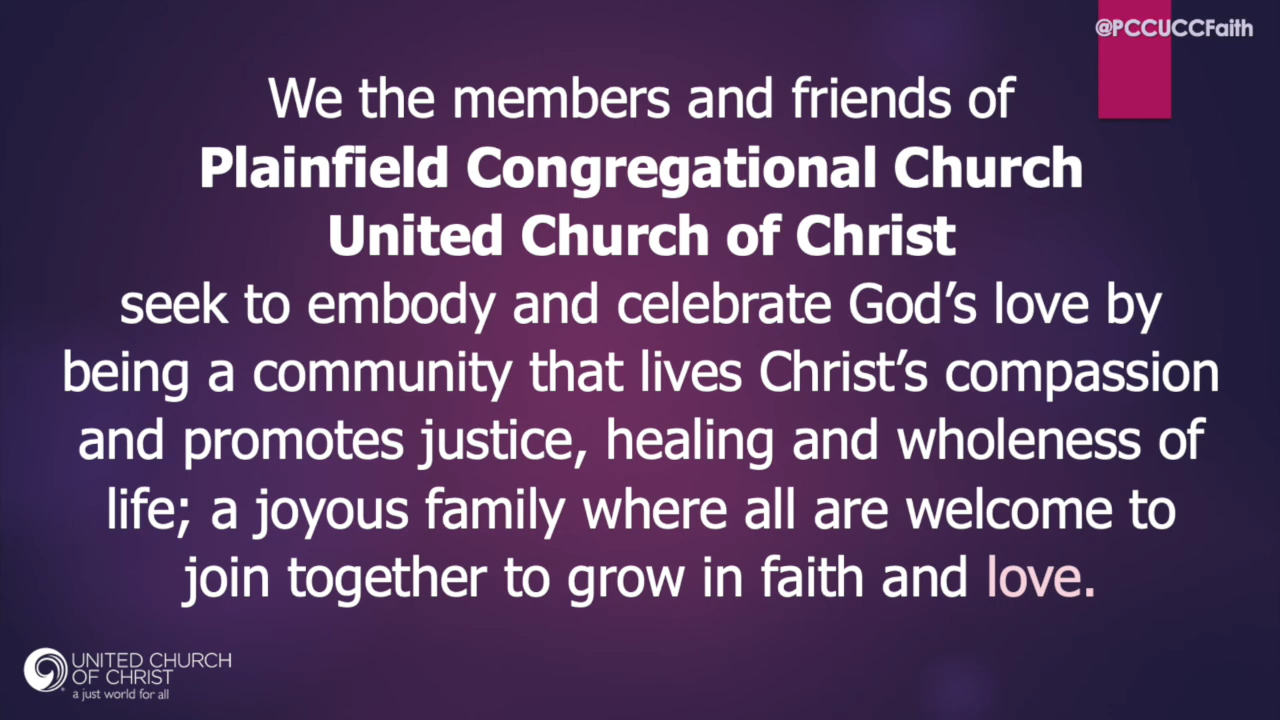 @PCCUCCFaith
We the members and friends of
Plainfield Congregational Church
United Church of Christ
seek to embody and celebrate God’s love by
being a community that lives Christ’s compassion
and promotes justice, healing and wholeness of
life; a joyous family where all are welcome to
join together to grow in faith and love.
UNITED CHURCH
OF CHRIST
a just world for all